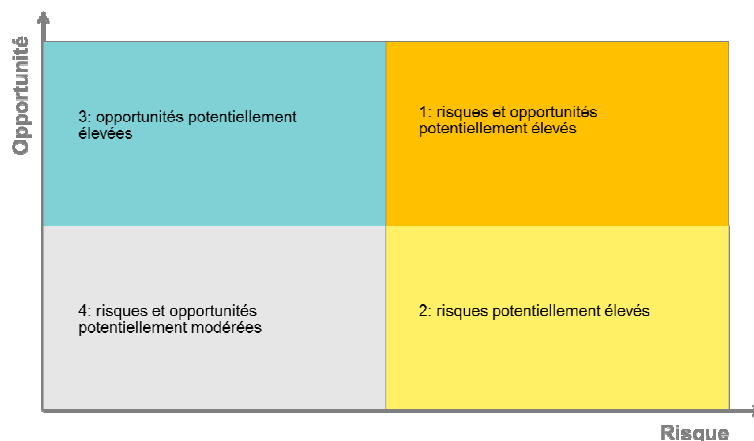 Opportunité
3: opportunités potentiellement
élevées
1: risques et opportunités
potentiellement élevés
4: risques et opportunités
potentiellement modérées
2: risques potentiellement élevés
Risque